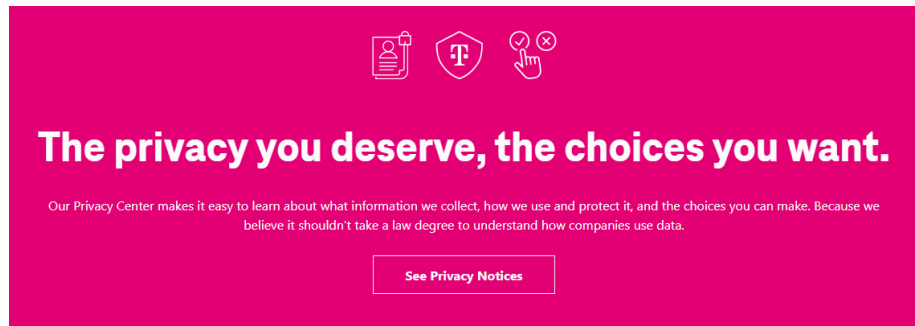 T
The privacy you deserve, the choices you want.
Our Privacy Center makes it easy to learn about what information we collect, how we use and protect it, and the choices you can make. Because we
believe it shouldn't take a law degree to understand how companies use data.
See Privacy Notices